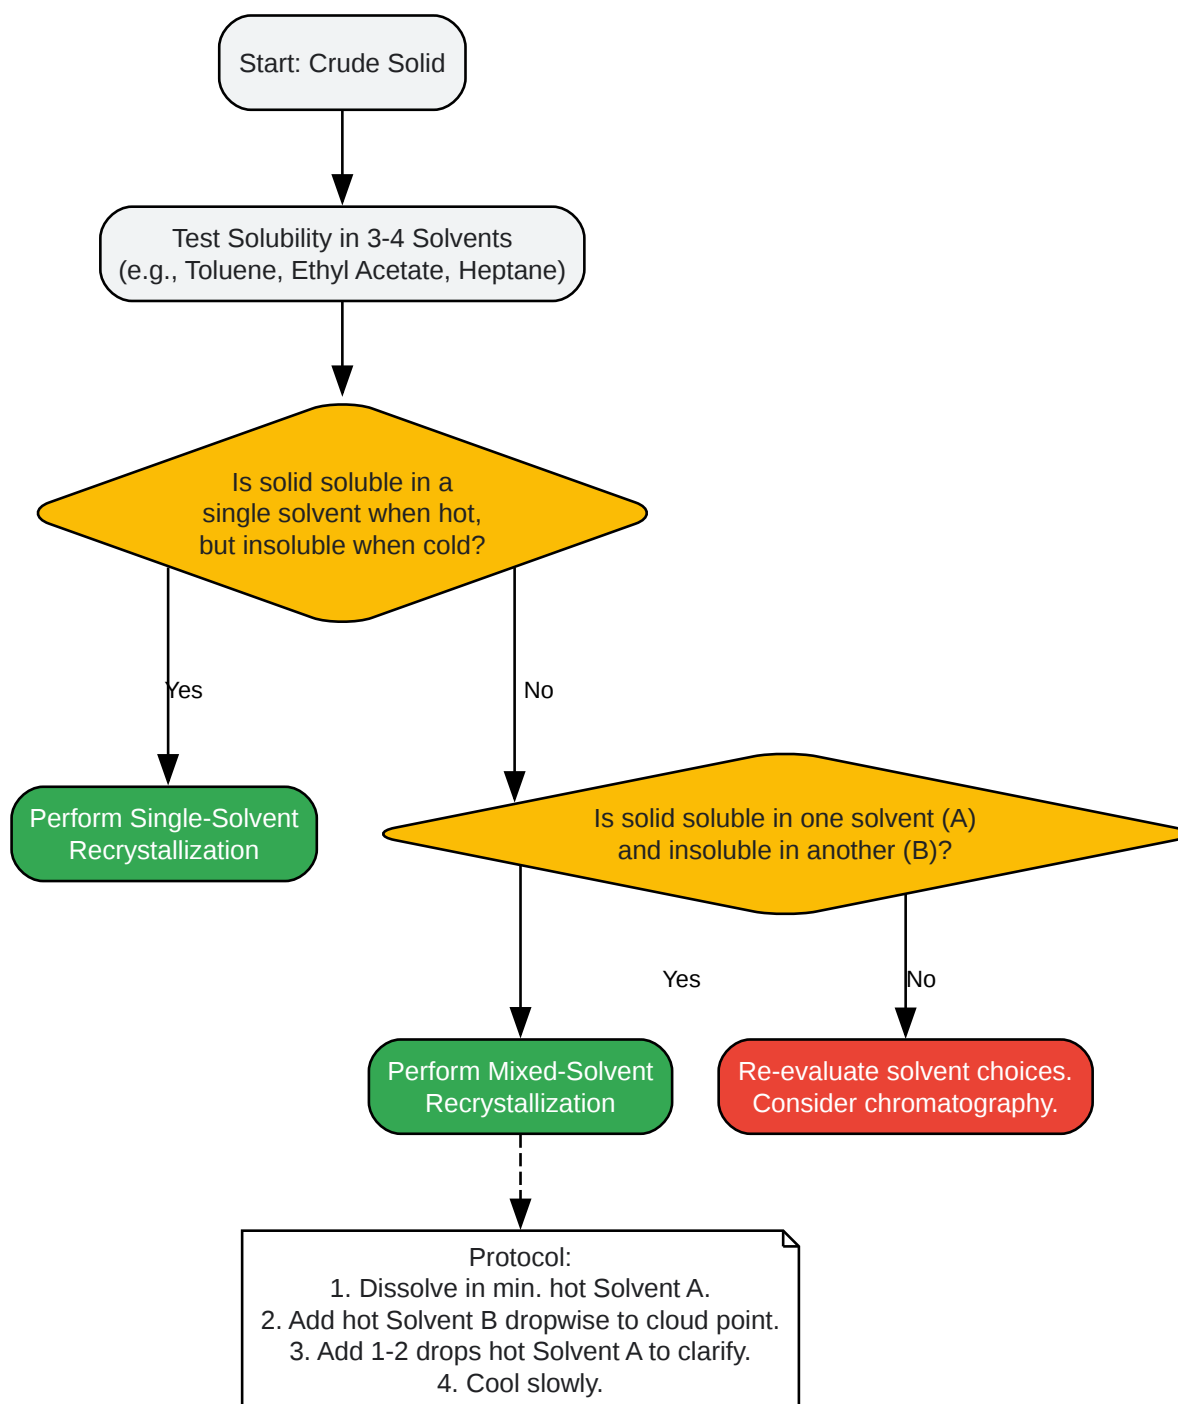 Start: Crude Solid
Test Solubility in 3-4 Solvents
(e.g., Toluene, Ethyl Acetate, Heptane)
Is solid soluble in a
single solvent when hot,
but insoluble when cold?
Yes
No
Perform Single-Solvent
Recrystallization
Is solid soluble in one solvent (A)
and insoluble in another (B)?
Yes
No
Perform Mixed-Solvent
Recrystallization
Re-evaluate solvent choices.
Consider chromatography.
Protocol:
1. Dissolve in min. hot Solvent A.
2. Add hot Solvent B dropwise to cloud point.
3. Add 1-2 drops hot Solvent A to clarify.
4. Cool slowly.